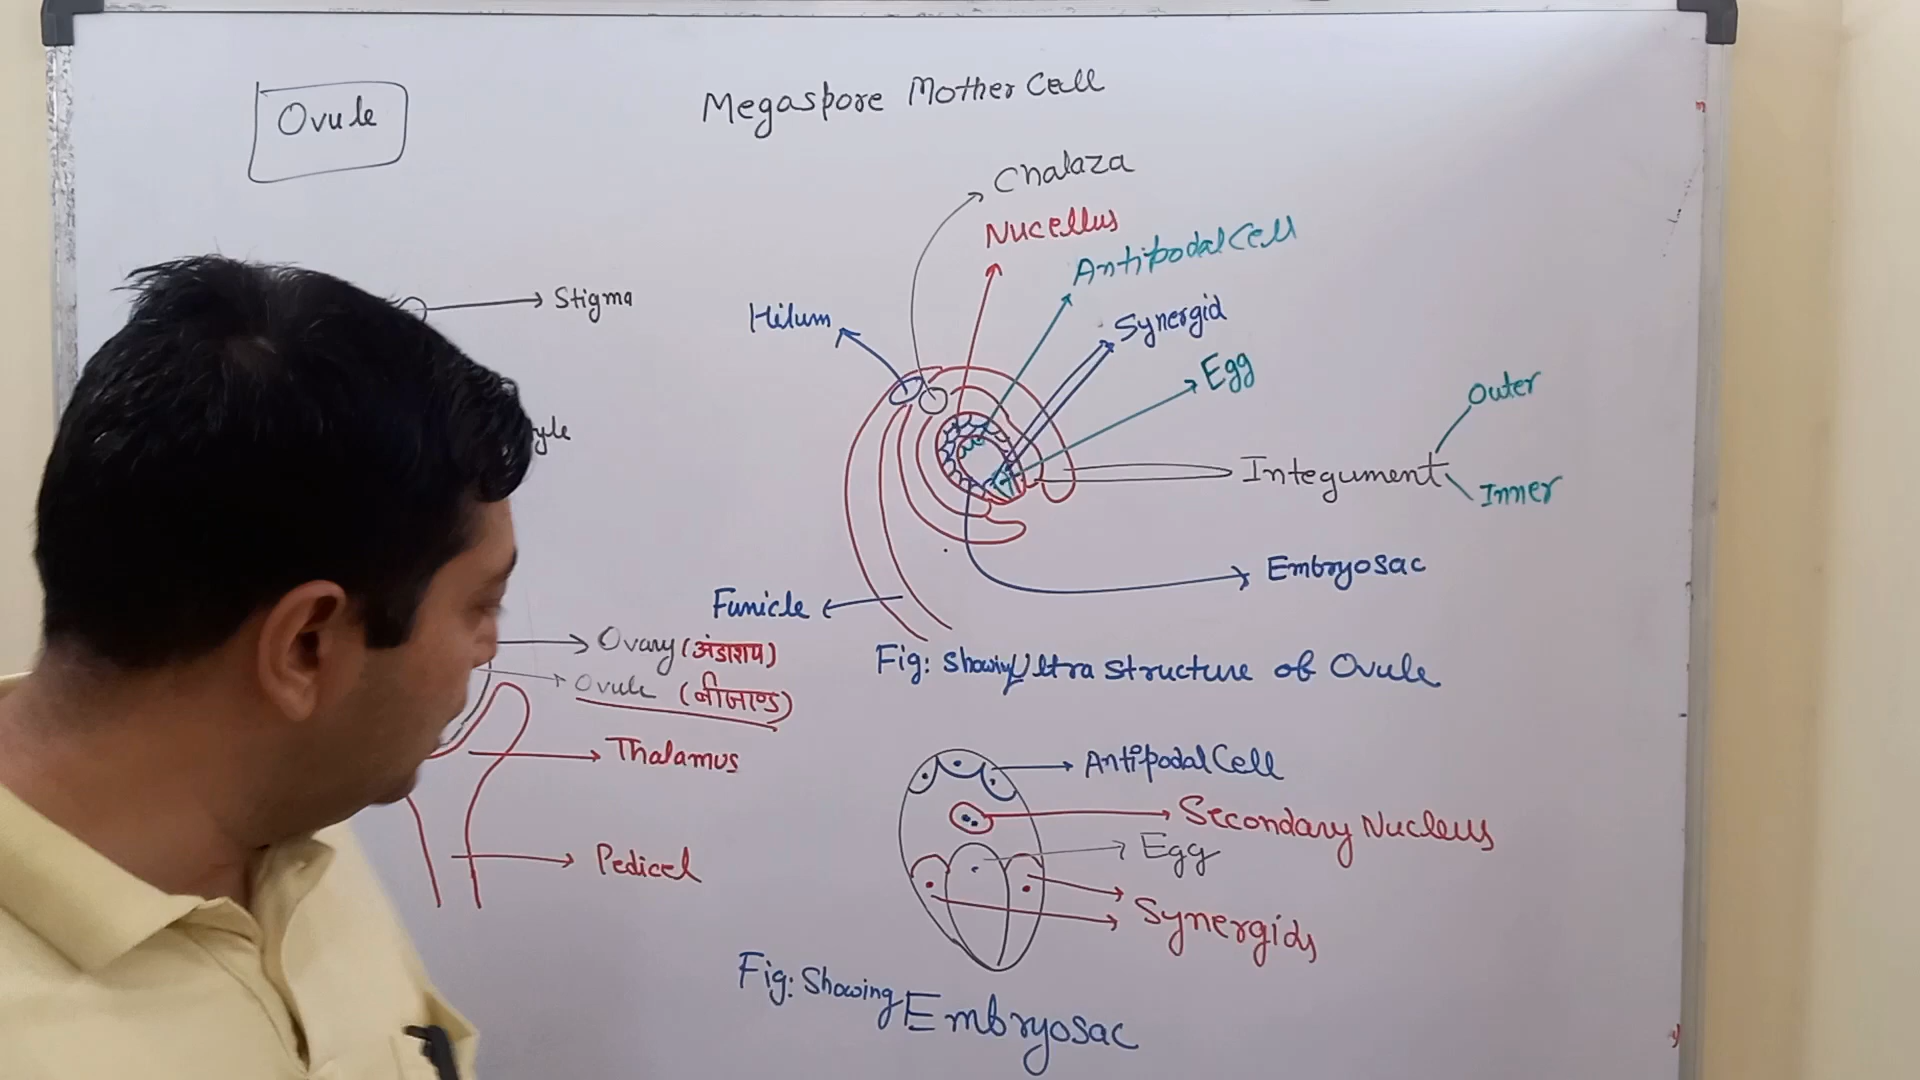 Ovule
Megaspore Mother Cell
Chalaza
Nucellus
Antipodal Cell
Hilum
Synergid
Stigma
Egg
Outer
yle
Integument
Inner
Embryosac
Funicle
Ovary (अंडाशय)
Ovule (बीजाण्ड)
Fig: Showing Ultra Structure of Ovule
Thalamus
Antipodal Cell
Secondary Nucleus
Egg
Pedicel
Synergids
Fig: Showing Embryosac